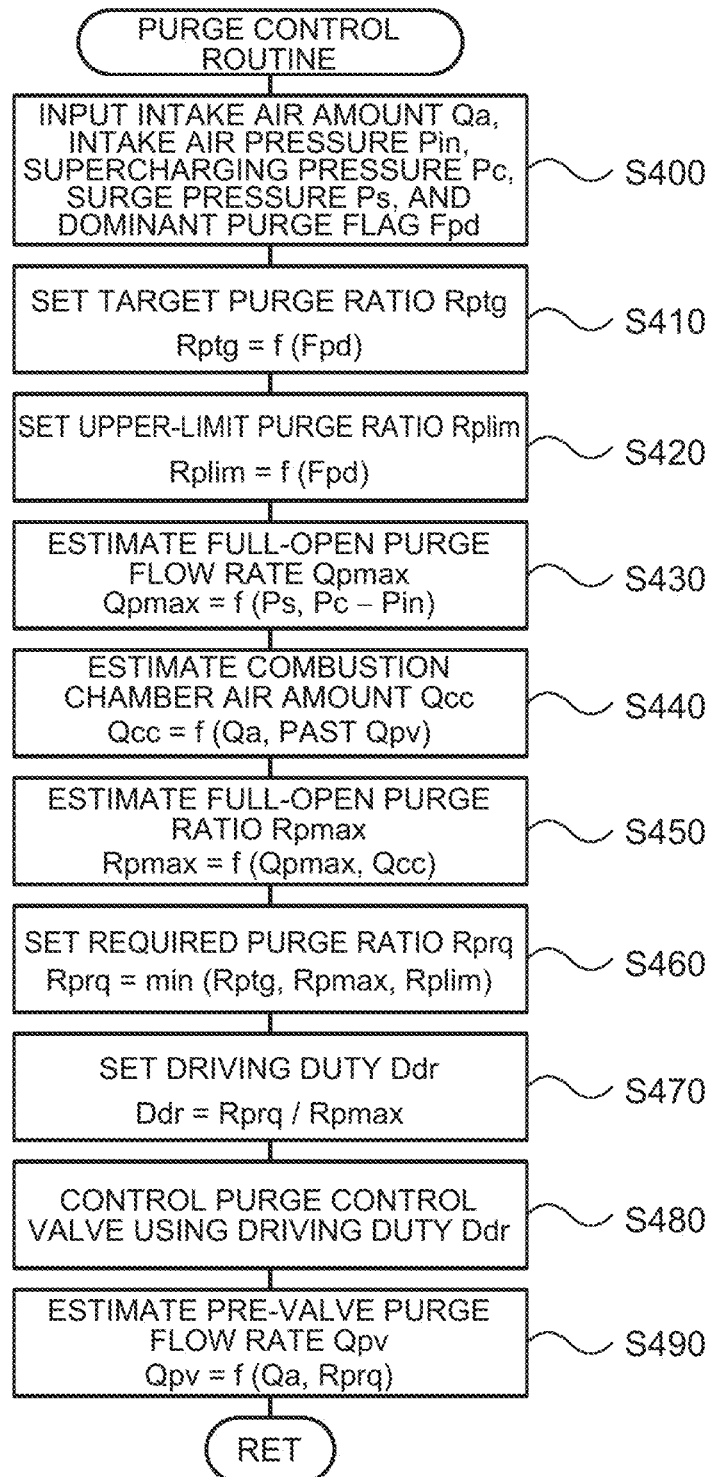 PURGE CONTROL
ROUTINE
INPUT INTAKE AIR AMOUNT Qa,
INTAKE AIR PRESSURE Pin,
SUPERCHARGING PRESSURE Pc,
SURGE PRESSURE Ps, AND
DOMINANT PURGE FLAG Fpd
S400
SET TARGET PURGE RATIO Rptg
Rptg = f (Fpd)
S410
SET UPPER-LIMIT PURGE RATIO Rplim
Rplim = f (Fpd)
S420
ESTIMATE FULL-OPEN PURGE
FLOW RATE Qpmax
Qpmax = f (Ps, Pc – Pin)
S430
ESTIMATE COMBUSTION
CHAMBER AIR AMOUNT Qcc
Qcc = f (Qa, PAST Qpv)
S440
ESTIMATE FULL-OPEN PURGE
RATIO Rpmax
Rpmax = f (Qpmax, Qcc)
S450
SET REQUIRED PURGE RATIO Rprq
Rprq = min (Rptg, Rpmax, Rplim)
S460
SET DRIVING DUTY Ddr
Ddr = Rprq / Rpmax
S470
CONTROL PURGE CONTROL
VALVE USING DRIVING DUTY Ddr
S480
ESTIMATE PRE-VALVE PURGE
FLOW RATE Qpv
Qpv = f (Qa, Rprq)
S490
RET